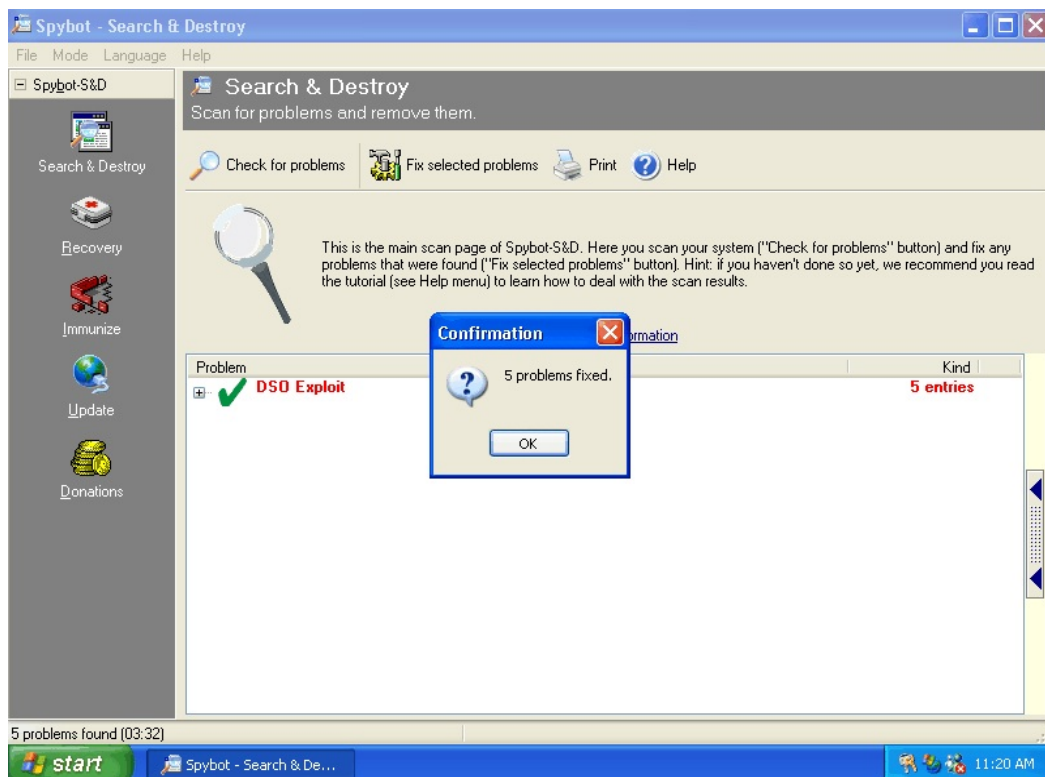 Spybot - Search & Destroy
File Mode Language Help
Spybot-S&D
Search & Destroy
Recovery
Immunize
Update
Donations
Search & Destroy
Scan for problems and remove them.
Check for problems Fix selected problems Print Help
This is the main scan page of Spybot-S&D. Here you scan your system ("Check for problems" button) and fix any
problems that were found ("Fix selected problems" button). Hint: if you haven't done so yet, we recommend you read
the tutorial (see Help menu) to learn how to deal with the scan results.
Problem Kind
DSO Exploit 5 entries
Confirmation
5 problems fixed.
OK
5 problems found (03:32)
start Spybot - Search & De... 11:20 AM